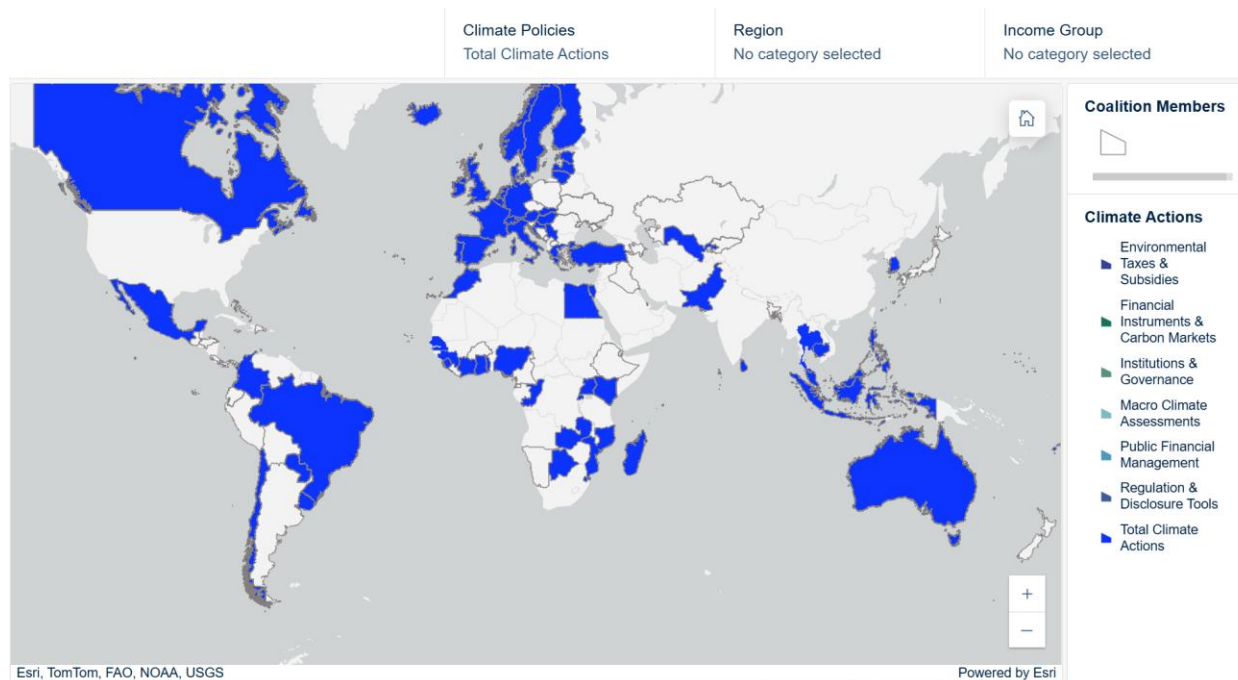 Climate Policies
Total Climate Actions
Region
No category selected
Income Group
No category selected
Coalition Members
Climate Actions
Environmental
Taxes &
Subsidies
Financial
Instruments &
Carbon Markets
Institutions &
Governance
Macro Climate
Assessments
Public Financial
Management
Regulation &
Disclosure Tools
Total Climate
Actions
+
−
Esri, TomTom, FAO, NOAA, USGS
Powered by Esri